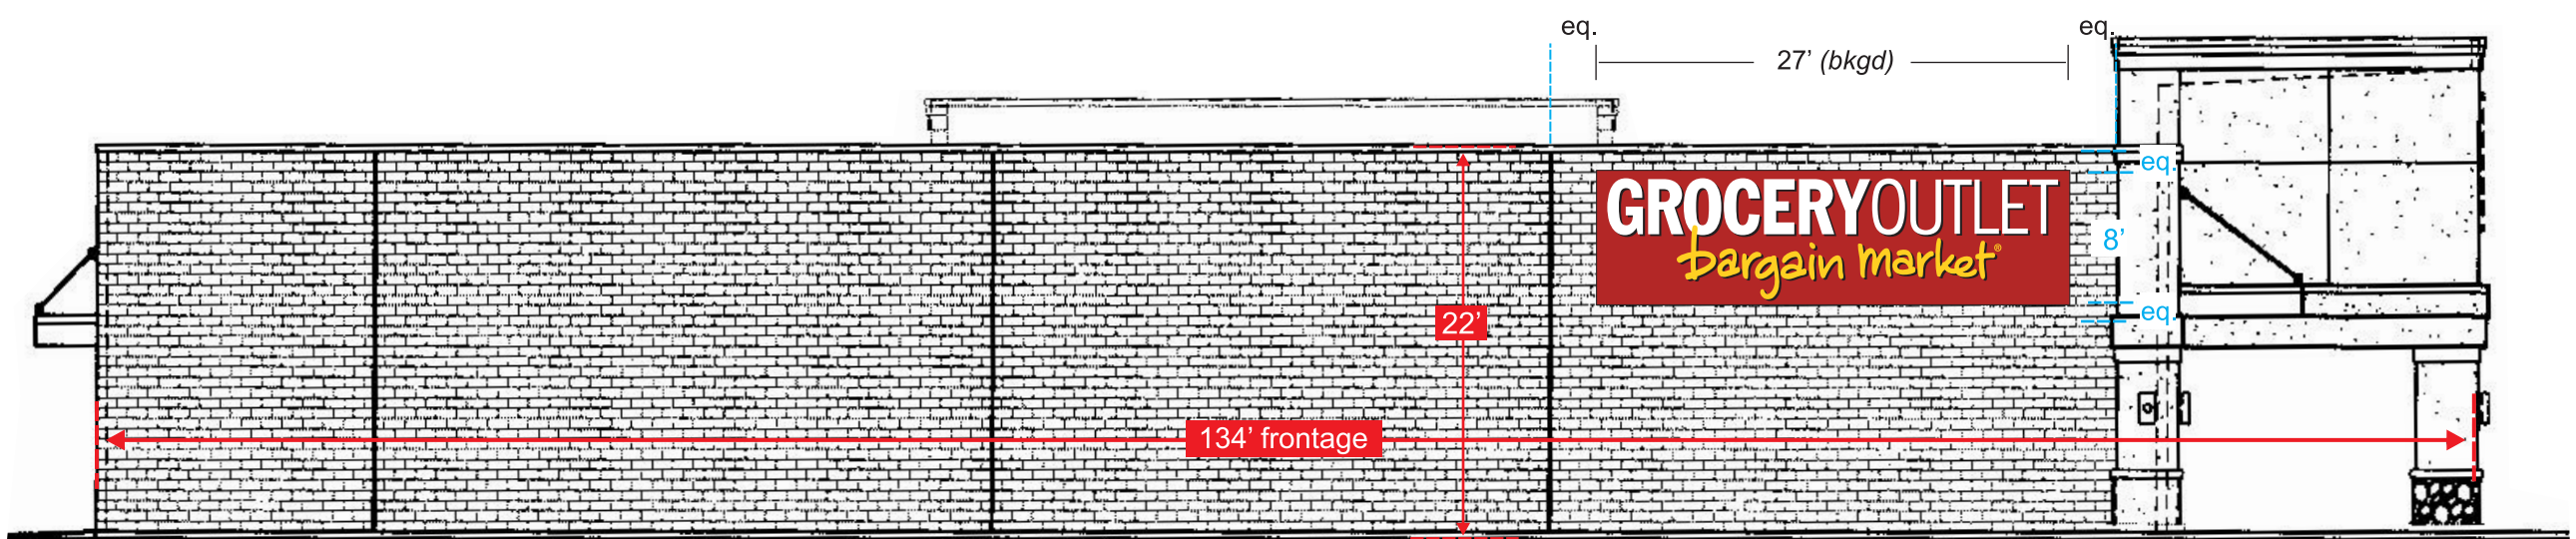 eq.
eq.
27’ (bkgd)
eq.
GROCERYOUTLET
8’
bargain market®
eq.
22’
134’ frontage